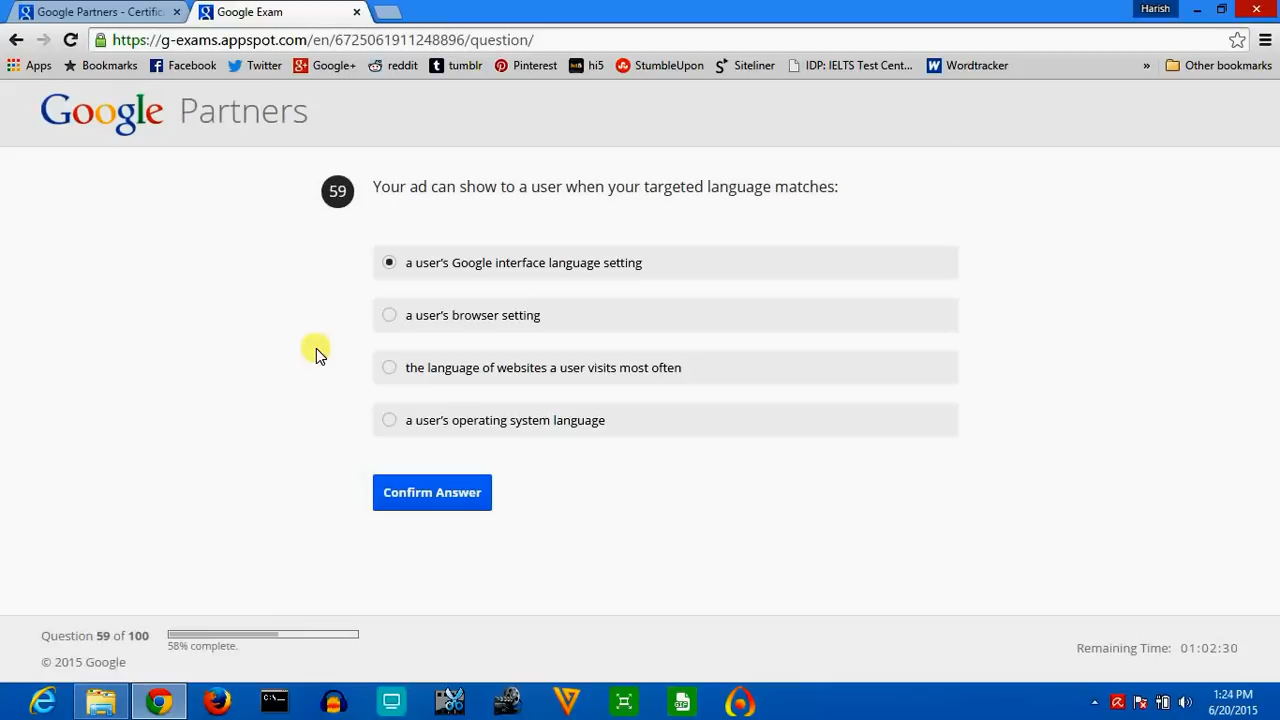 Google Partners - Certific
Google Exam
Harish
https://g-exams.appspot.com/en/6725061911248896/question/
Apps Bookmarks Facebook Twitter Google+ reddit tumblr Pinterest hi5 StumbleUpon Siteliner IDP: IELTS Test Cent... Wordtracker » Other bookmarks
Google Partners
59 Your ad can show to a user when your targeted language matches:
a user's Google interface language setting
a user's browser setting
the language of websites a user visits most often
a user's operating system language
Confirm Answer
Question 59 of 100
58% complete.
© 2015 Google
Remaining Time: 01:02:30
1:24 PM
6/20/2015